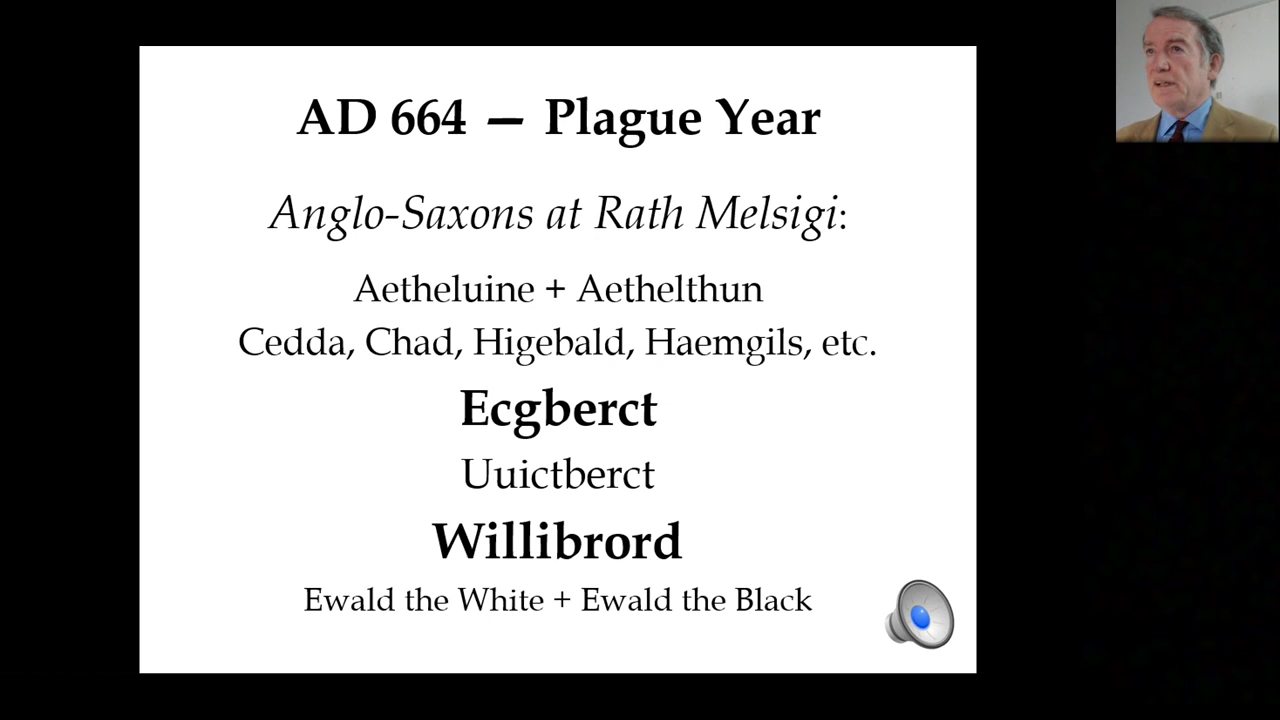 AD 664 — Plague Year
Anglo-Saxons at Rath Melsigi:
Aetheluine + Aethelthun
Cedda, Chad, Higebald, Haemgils, etc.
Ecgberct
Uuictberct
Willibrord
Ewald the White + Ewald the Black